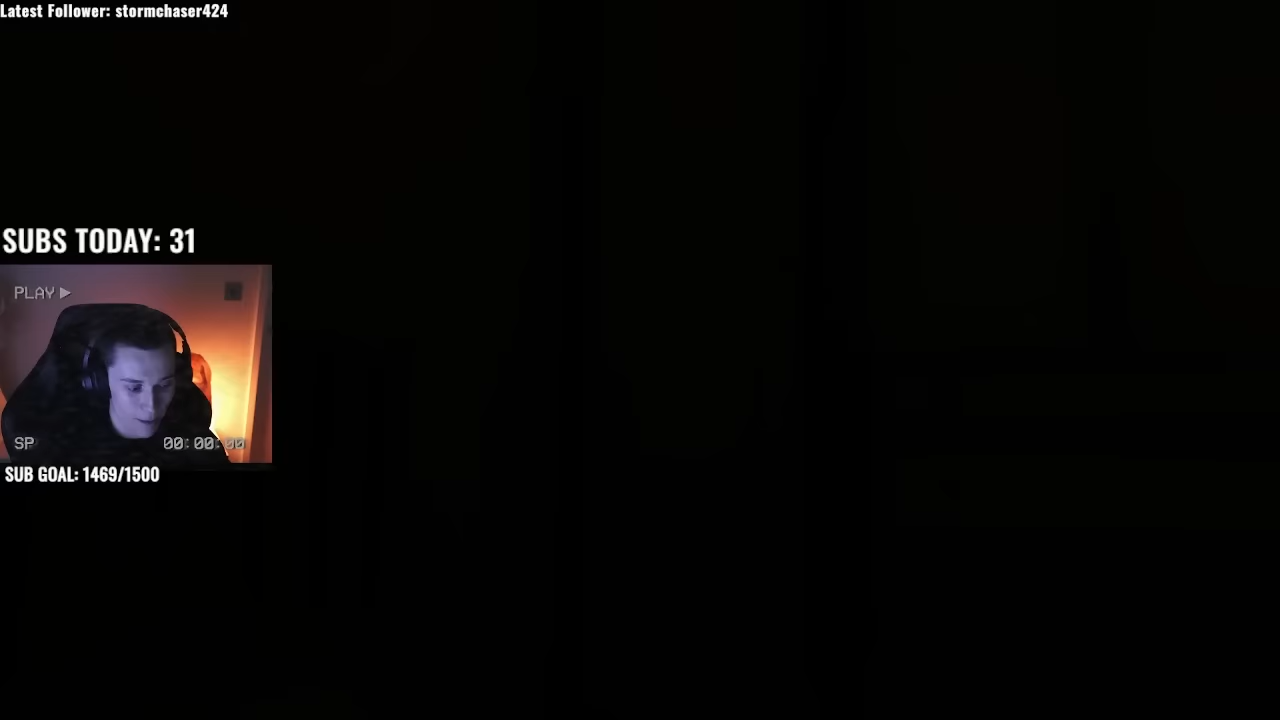 Latest Follower: stormchaser424
SUBS TODAY: 31
PLAY ▶
SP 00:00:00
SUB GOAL: 1469/1500